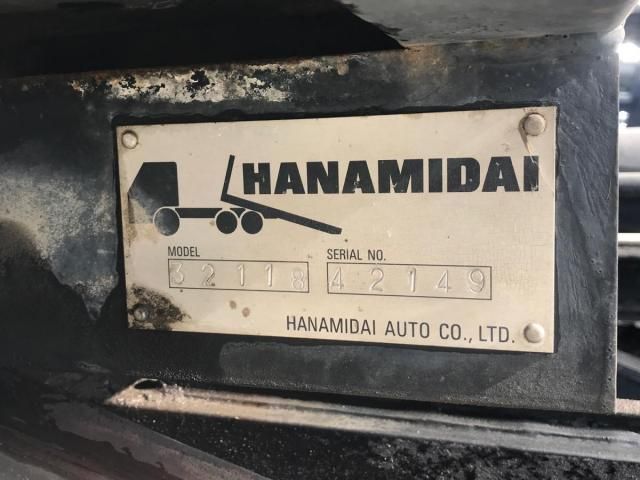 HANAMIDAI
MODEL SERIAL NO.
32118 42149
HANAMIDAI AUTO CO., LTD.